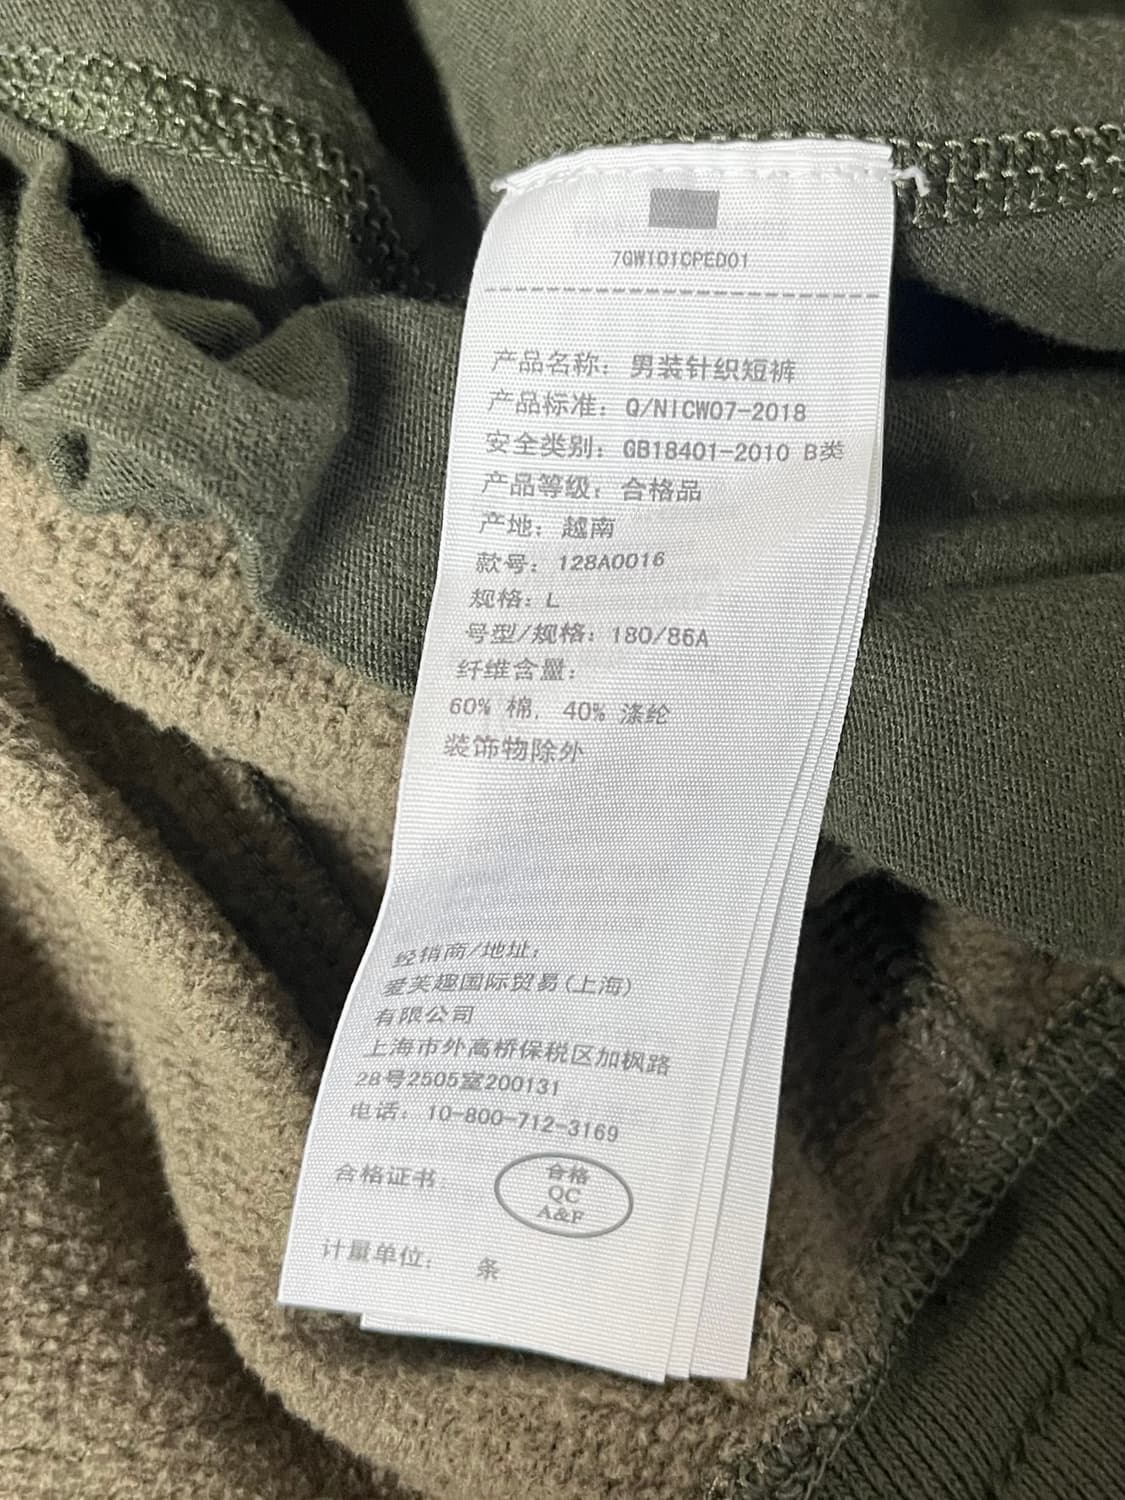 7GW101CPED01
产品名称：男装针织短裤
产品标准：Q/NICW07-2018
安全类别：GB18401-2010 B类
产品等级：合格品
产地：越南
款号：128A0016
规格：L
号型/规格：180/86A
纤维含量：
60% 棉, 40% 涤纶
装饰物除外
经销商/地址：
爱芙趣国际贸易(上海)
有限公司
上海市外高桥保税区加枫路
28号2505室200131
电话：10-800-712-3169
合格证书：
合格
QC
A&F
计量单位： 条